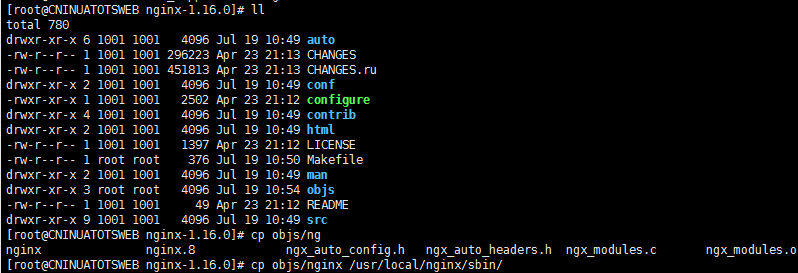 [root@CNINUATOTSWEB nginx-1.16.0]# ll
total 780
drwxr-xr-x 6 1001 1001   4096 Jul 19 10:49 auto
-rw-r--r-- 1 1001 1001 296223 Apr 23 21:13 CHANGES
-rw-r--r-- 1 1001 1001 451813 Apr 23 21:13 CHANGES.ru
drwxr-xr-x 2 1001 1001   4096 Jul 19 10:49 conf
-rwxr-xr-x 1 1001 1001   2502 Apr 23 21:12 configure
drwxr-xr-x 4 1001 1001   4096 Jul 19 10:49 contrib
drwxr-xr-x 2 1001 1001   4096 Jul 19 10:49 html
-rw-r--r-- 1 1001 1001   1397 Apr 23 21:12 LICENSE
-rw-r--r-- 1 root root    376 Jul 19 10:50 Makefile
drwxr-xr-x 2 1001 1001   4096 Jul 19 10:49 man
drwxr-xr-x 3 root root   4096 Jul 19 10:54 objs
-rw-r--r-- 1 1001 1001     49 Apr 23 21:12 README
drwxr-xr-x 9 1001 1001   4096 Jul 19 10:49 src
[root@CNINUATOTSWEB nginx-1.16.0]# cp objs/ng
nginx               nginx.8             ngx_auto_config.h   ngx_auto_headers.h  ngx_modules.c       ngx_modules.o
[root@CNINUATOTSWEB nginx-1.16.0]# cp objs/nginx /usr/local/nginx/sbin/